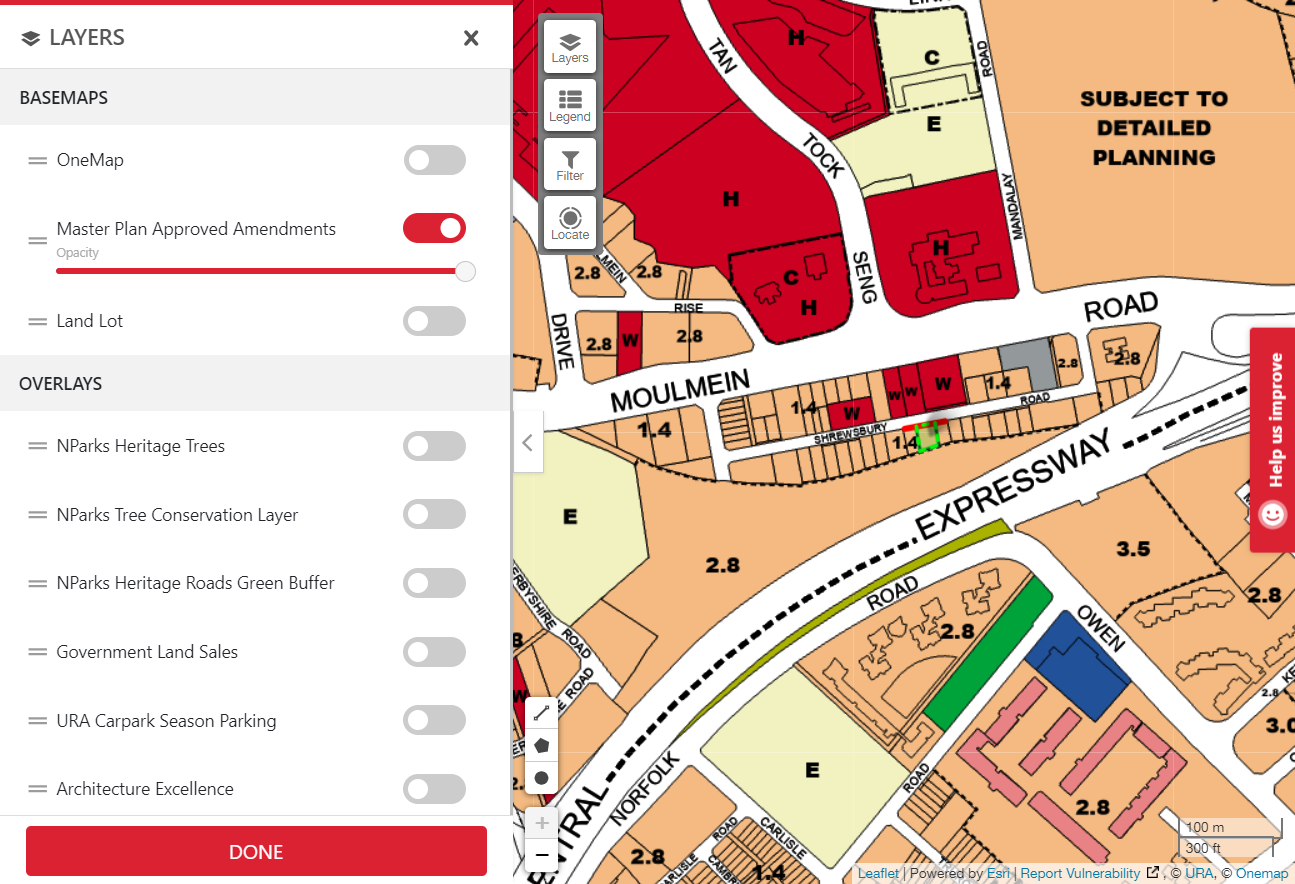 LAYERS
BASEMAPS
OneMap
Master Plan Approved Amendments
Opacity
Land Lot
OVERLAYS
NParks Heritage Trees
NParks Tree Conservation Layer
NParks Heritage Roads Green Buffer
Government Land Sales
URA Carpark Season Parking
Architecture Excellence
DONE
Layers
Legend
Filter
Locate
TAN
TOCK
SENG
H
C
ROAD
E
MANDALAY
SUBJECT TO
DETAILED
PLANNING
H
H
C
H
2.8
2.8
RISE
DRIVE
2.8
W
2.8
ROAD
MOULMEIN
1.4
1.4
W
W
W
W
1.4
2.8
2.8
ROAD
SHREWSBURY
1.4
Help us improve
E
2.8
EXPRESSWAY
3.5
2.8
ROAD
2.8
OWEN
ROAD
ROAD
W
2.8
3.0
E
NORFOLK
ROAD
2.8
2.8
ROAD
CARLISLE
1.4
+
−
100 m
300 ft
Leaflet | Powered by Esri | Report Vulnerability , © URA, © Onemap